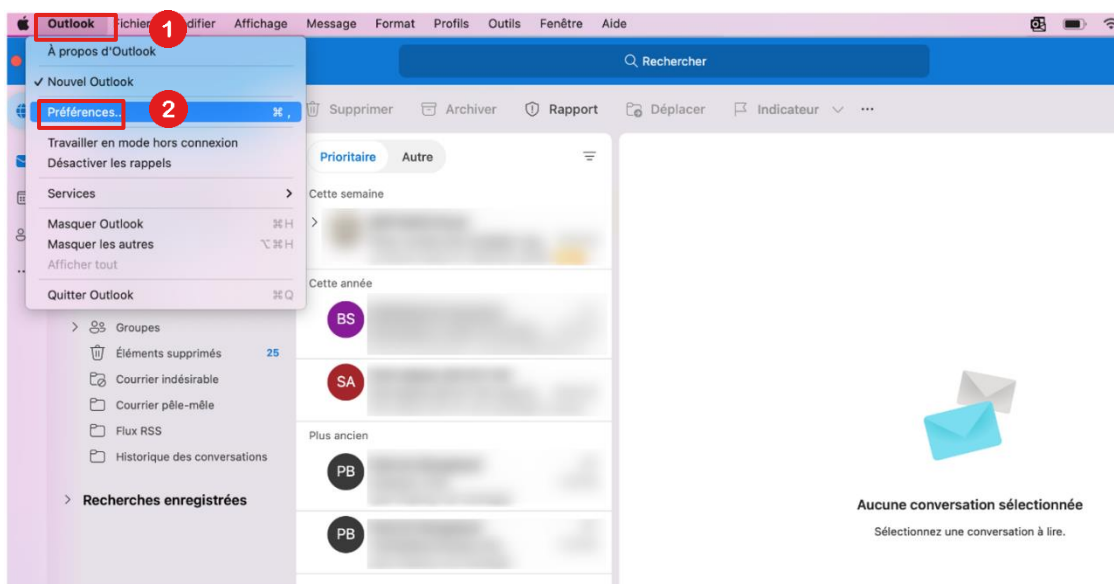 Outlook Fichier Modifier Affichage Message Format Profils Outils Fenêtre Aide
1
À propos d'Outlook
✓ Nouvel Outlook
Préférences... ⌘ ,
2
Travailler en mode hors connexion
Désactiver les rappels
Services >
Masquer Outlook ⌘H
Masquer les autres ⌥⌘H
Afficher tout
Quitter Outlook ⌘Q
Rechercher
Supprimer Archiver Rapport Déplacer Indicateur ...
Prioritaire Autre
Cette semaine
Cette année
BS
SA
Plus ancien
PB
PB
Groupes
Éléments supprimés 25
Courrier indésirable
Courrier pêle-mêle
Flux RSS
Historique des conversations
Recherches enregistrées
Aucune conversation sélectionnée
Sélectionnez une conversation à lire.